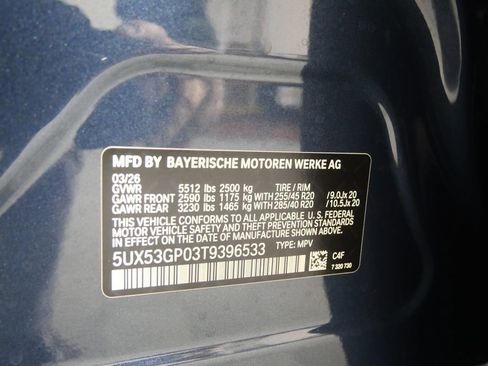 MFD BY BAYERISCHE MOTOREN WERKE AG
03/26
GVWR 5512 lbs 2500 kg TIRE / RIM
GAWR FRONT 2590 lbs 1175 kg 255/45 R20 /9.0Jx 20
GAWR REAR 3230 lbs 1465 kg 285/40 R20 /10.5Jx 20
THIS VEHICLE CONFORMS TO ALL APPLICABLE U. S. FEDERAL
MOTOR VEHICLE SAFETY AND THEFT PREVENTION STANDARDS
IN EFFECT ON THE DATE OF MANUFACTURE SHOWN ABOVE.
5UX53GP03T9396533 TYPE: MPV
C4F
7 320 730